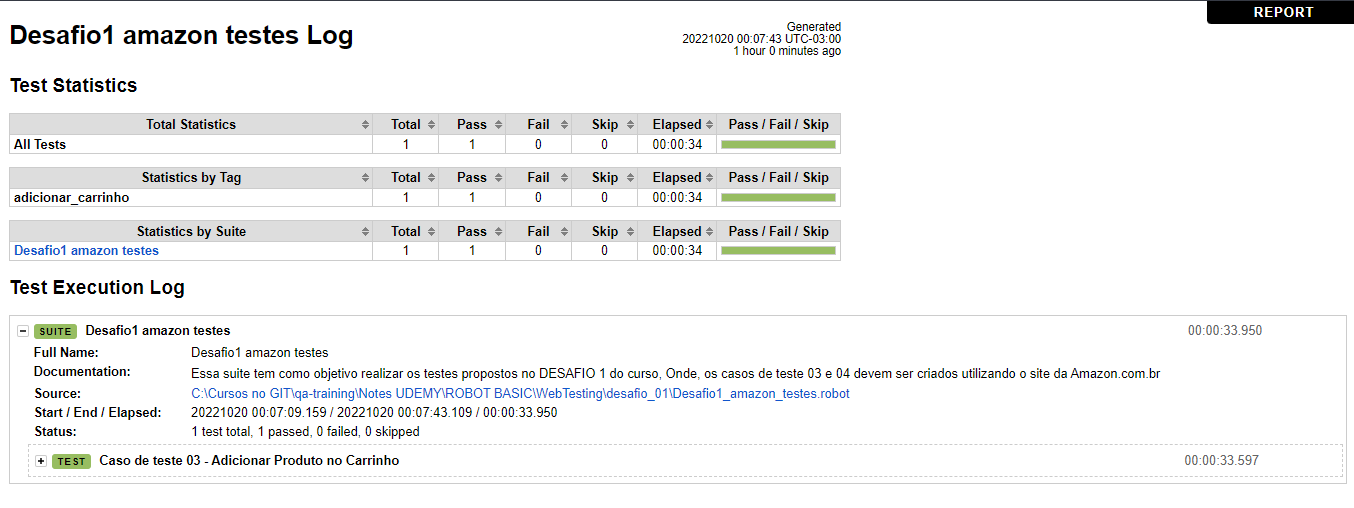 REPORT
Desafio1 amazon testes Log
Generated
20221020 00:07:43 UTC-03:00
1 hour 0 minutes ago
Test Statistics
Total Statistics Total Pass Fail Skip Elapsed Pass / Fail / Skip
All Tests 1 1 0 0 00:00:34
Statistics by Tag Total Pass Fail Skip Elapsed Pass / Fail / Skip
adicionar_carrinho 1 1 0 0 00:00:34
Statistics by Suite Total Pass Fail Skip Elapsed Pass / Fail / Skip
Desafio1 amazon testes 1 1 0 0 00:00:34
Test Execution Log
SUITE Desafio1 amazon testes 00:00:33.950
Full Name: Desafio1 amazon testes
Documentation: Essa suite tem como objetivo realizar os testes propostos no DESAFIO 1 do curso, Onde, os casos de teste 03 e 04 devem ser criados utilizando o site da Amazon.com.br
Source: C:\Cursos no GIT\qa-training\Notes UDEMY\ROBOT BASIC\WebTesting\desafio_01\Desafio1_amazon_testes.robot
Start / End / Elapsed: 20221020 00:07:09.159 / 20221020 00:07:43.109 / 00:00:33.950
Status: 1 test total, 1 passed, 0 failed, 0 skipped
TEST Caso de teste 03 - Adicionar Produto no Carrinho 00:00:33.597